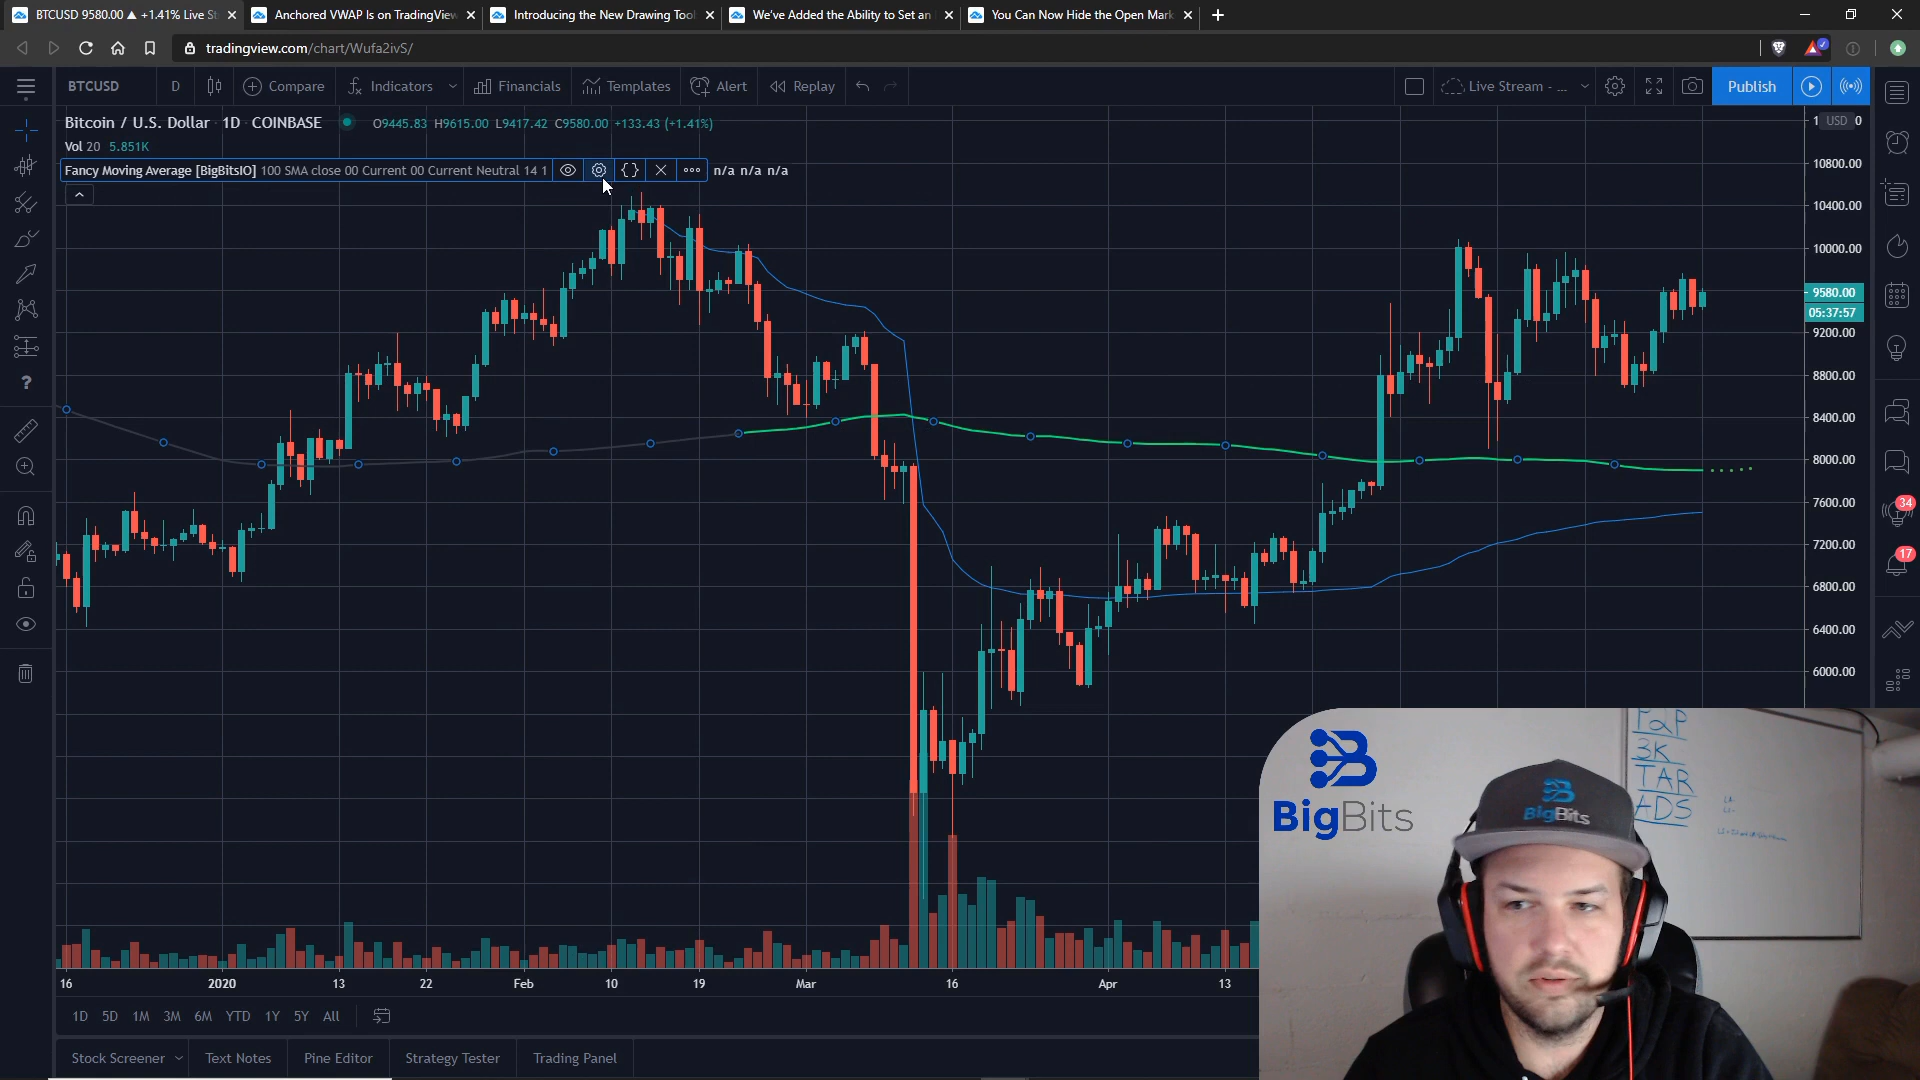 BTCUSD 9580.00 ▲ +1.41% Live St
Anchored VWAP Is on TradingView
Introducing the New Drawing Tool
We've Added the Ability to Set an
You Can Now Hide the Open Mark
tradingview.com/chart/Wufa2ivS/
BTCUSD D Compare Indicators Financials Templates Alert Replay Live Stream - ... Publish
Bitcoin / U.S. Dollar · 1D · COINBASE O9445.83 H9615.00 L9417.42 C9580.00 +133.43 (+1.41%)
Vol 20 5.851K
Fancy Moving Average [BigBitsIO] 100 SMA close 00 Current 00 Current Neutral 14 1 n/a n/a n/a
1 USD 0
10800.00
10400.00
10000.00
9580.00
05:37:57
9200.00
8800.00
8400.00
8000.00
7600.00
7200.00
6800.00
6400.00
6000.00
34
17
F2P
3K
TAR
ADS
BigBits
BigBits
16 2020 13 22 Feb 10 19 Mar 16 Apr 13
1D 5D 1M 3M 6M YTD 1Y 5Y All
Stock Screener Text Notes Pine Editor Strategy Tester Trading Panel